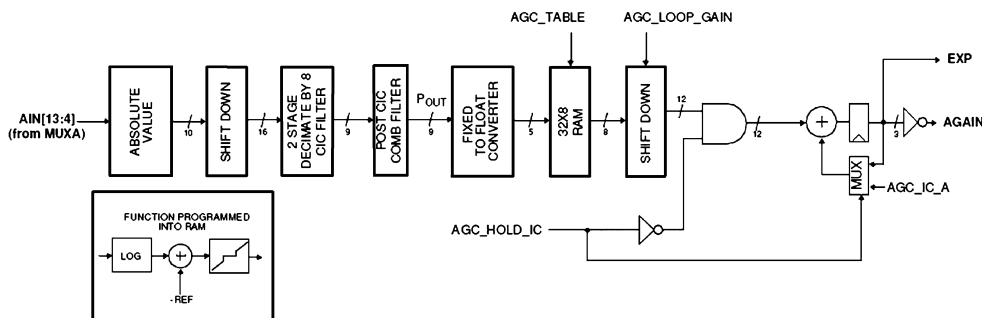 AGC_TABLE
AGC_LOOP_GAIN
AIN[13:4]
(from MUXA)
ABSOLUTE
VALUE
10
SHIFT DOWN
16
2 STAGE
DECIMATE BY 8
CIC FILTER
9
POST CIC
COMB FILTER
POUT
9
FIXED
TO FLOAT
CONVERTER
5
32X8
RAM
8
SHIFT DOWN
12
12
EXP
3
AGAIN
MUX
AGC_IC_A
AGC_HOLD_IC
FUNCTION PROGRAMMED
INTO RAM
LOG
-REF